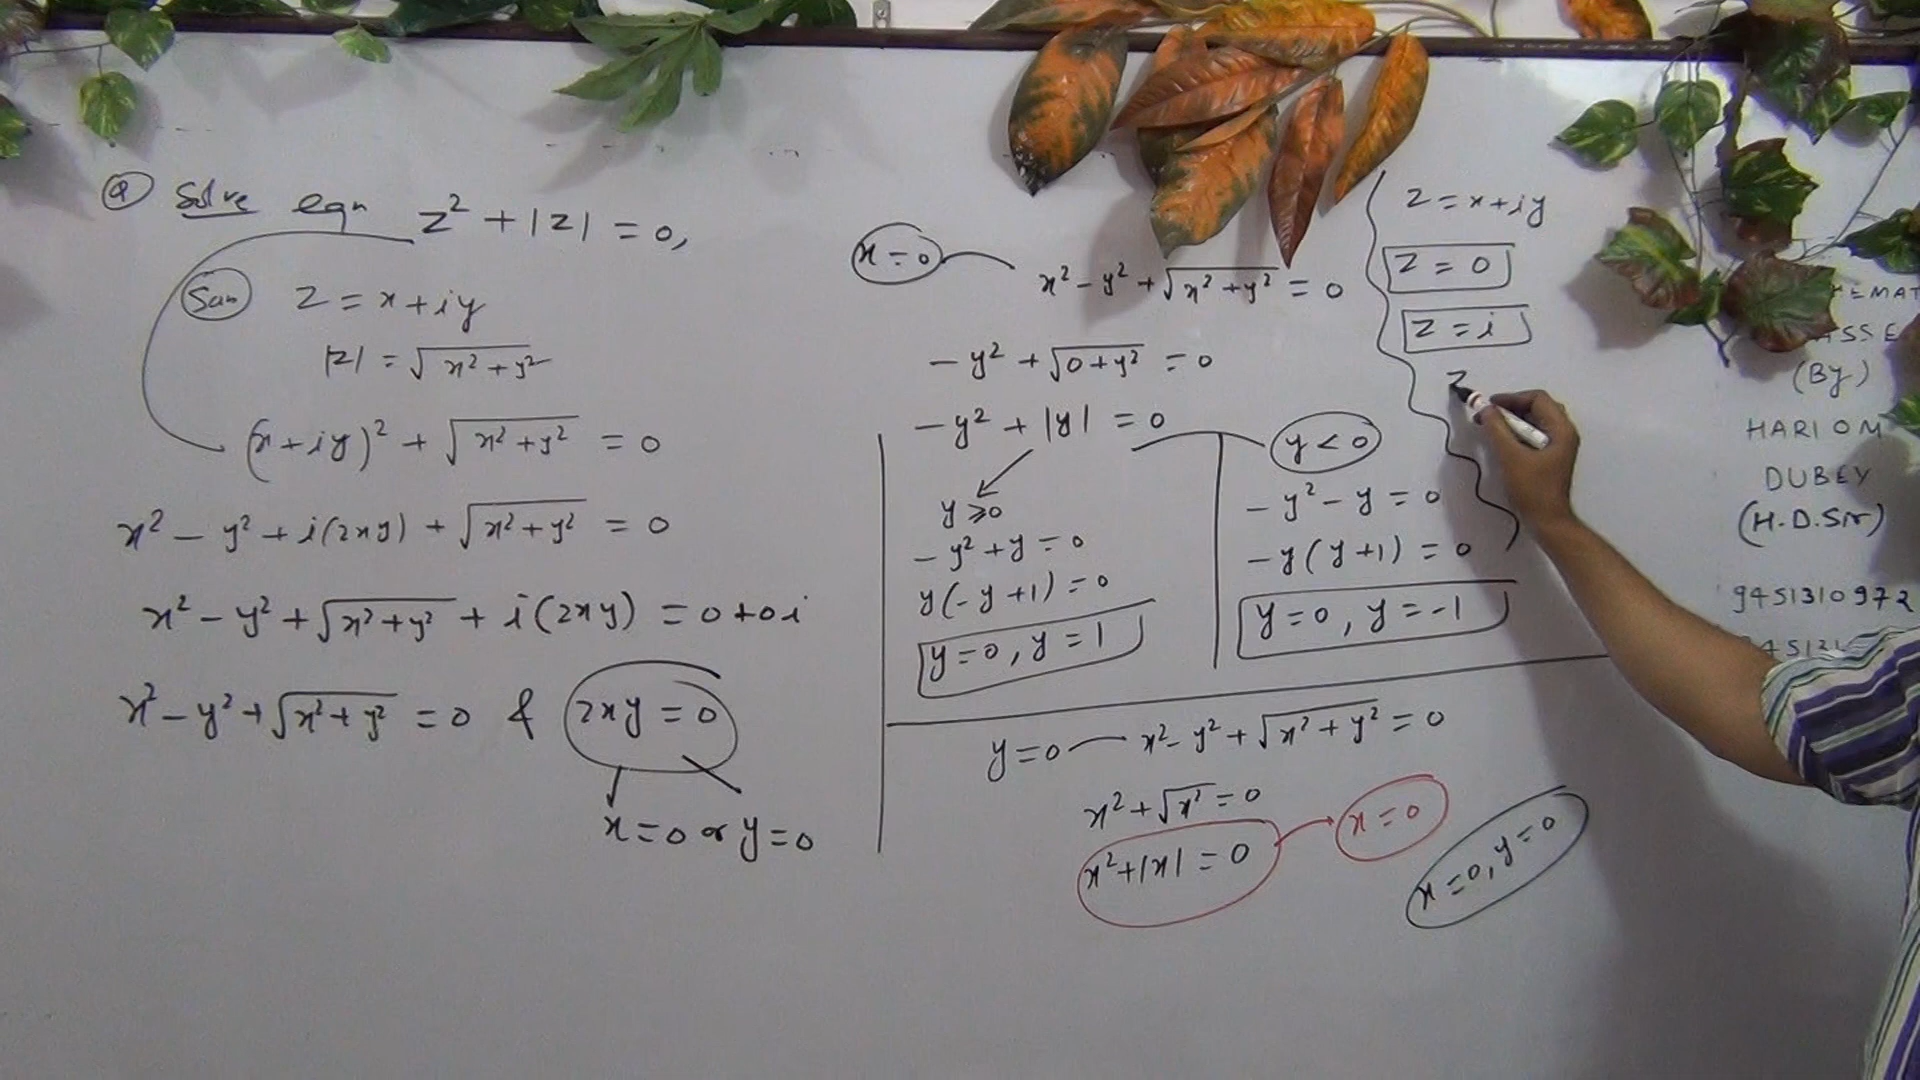 Q Solve eqn z² + |z| = 0,
Soln z = x + iy
|z| = √(x² + y²)
(x + iy)² + √(x² + y²) = 0
x² − y² + i(2xy) + √(x² + y²) = 0
x² − y² + √(x² + y²) + i(2xy) = 0 + 0i
x² − y² + √(x² + y²) = 0 & 2xy = 0
x = 0 or y = 0
x = 0
x² − y² + √(x² + y²) = 0
− y² + √(0 + y²) = 0
− y² + |y| = 0
y ≥ 0
− y² + y = 0
y(− y + 1) = 0
y = 0, y = 1
y < 0
− y² − y = 0
− y(y + 1) = 0
y = 0, y = −1
y = 0 x² − y² + √(x² + y²) = 0
x² + √x² = 0
x² + |x| = 0
x = 0
x = 0, y = 0
z = x + iy
z = 0
z = i
z
(By)
HARIOM
DUBEY
(H.D.Sir)
9451310972